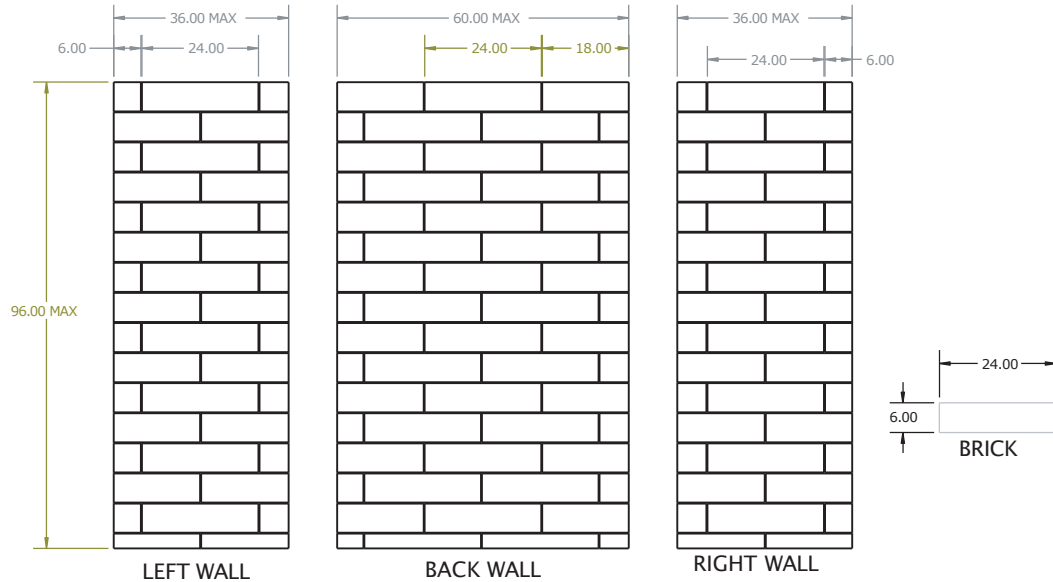 36.00 MAX
60.00 MAX
36.00 MAX
6.00
24.00
24.00
18.00
24.00
6.00
96.00 MAX
24.00
6.00
BRICK
LEFT WALL
BACK WALL
RIGHT WALL